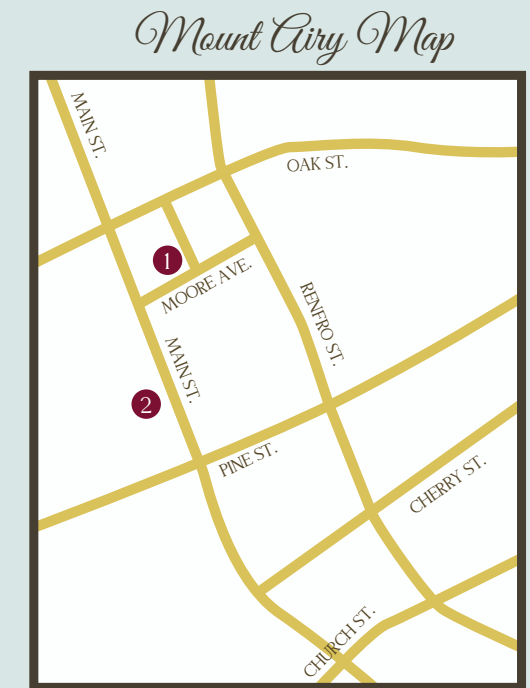 Mount Airy Map
MAIN ST.
OAK ST.
1
MOORE AVE.
RENFRO ST.
MAIN ST.
2
PINE ST.
CHERRY ST.
CHURCH ST.